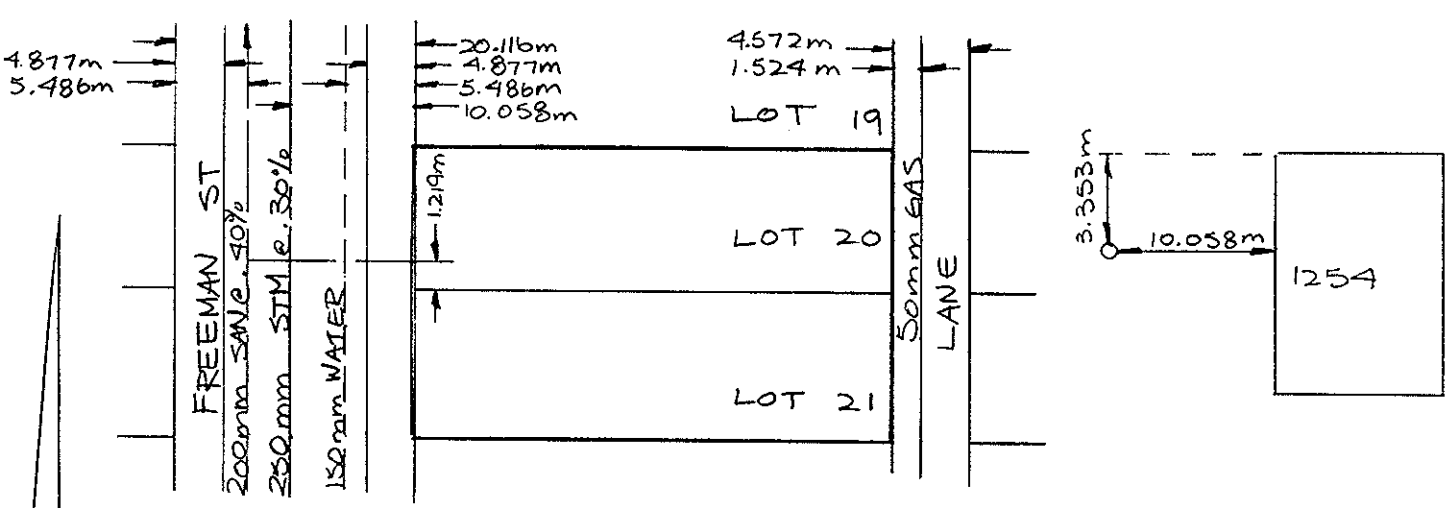 4.877m
5.486m
20.116m
4.877m
5.486m
10.058m
4.572m
1.524m
LOT 19
1.219m
FREEMAN ST
200mm SAN@.40%
250mm STM@.30%
150mm WATER
LOT 20
LOT 21
50mm GAS
LANE
3.353m
10.058m
1254